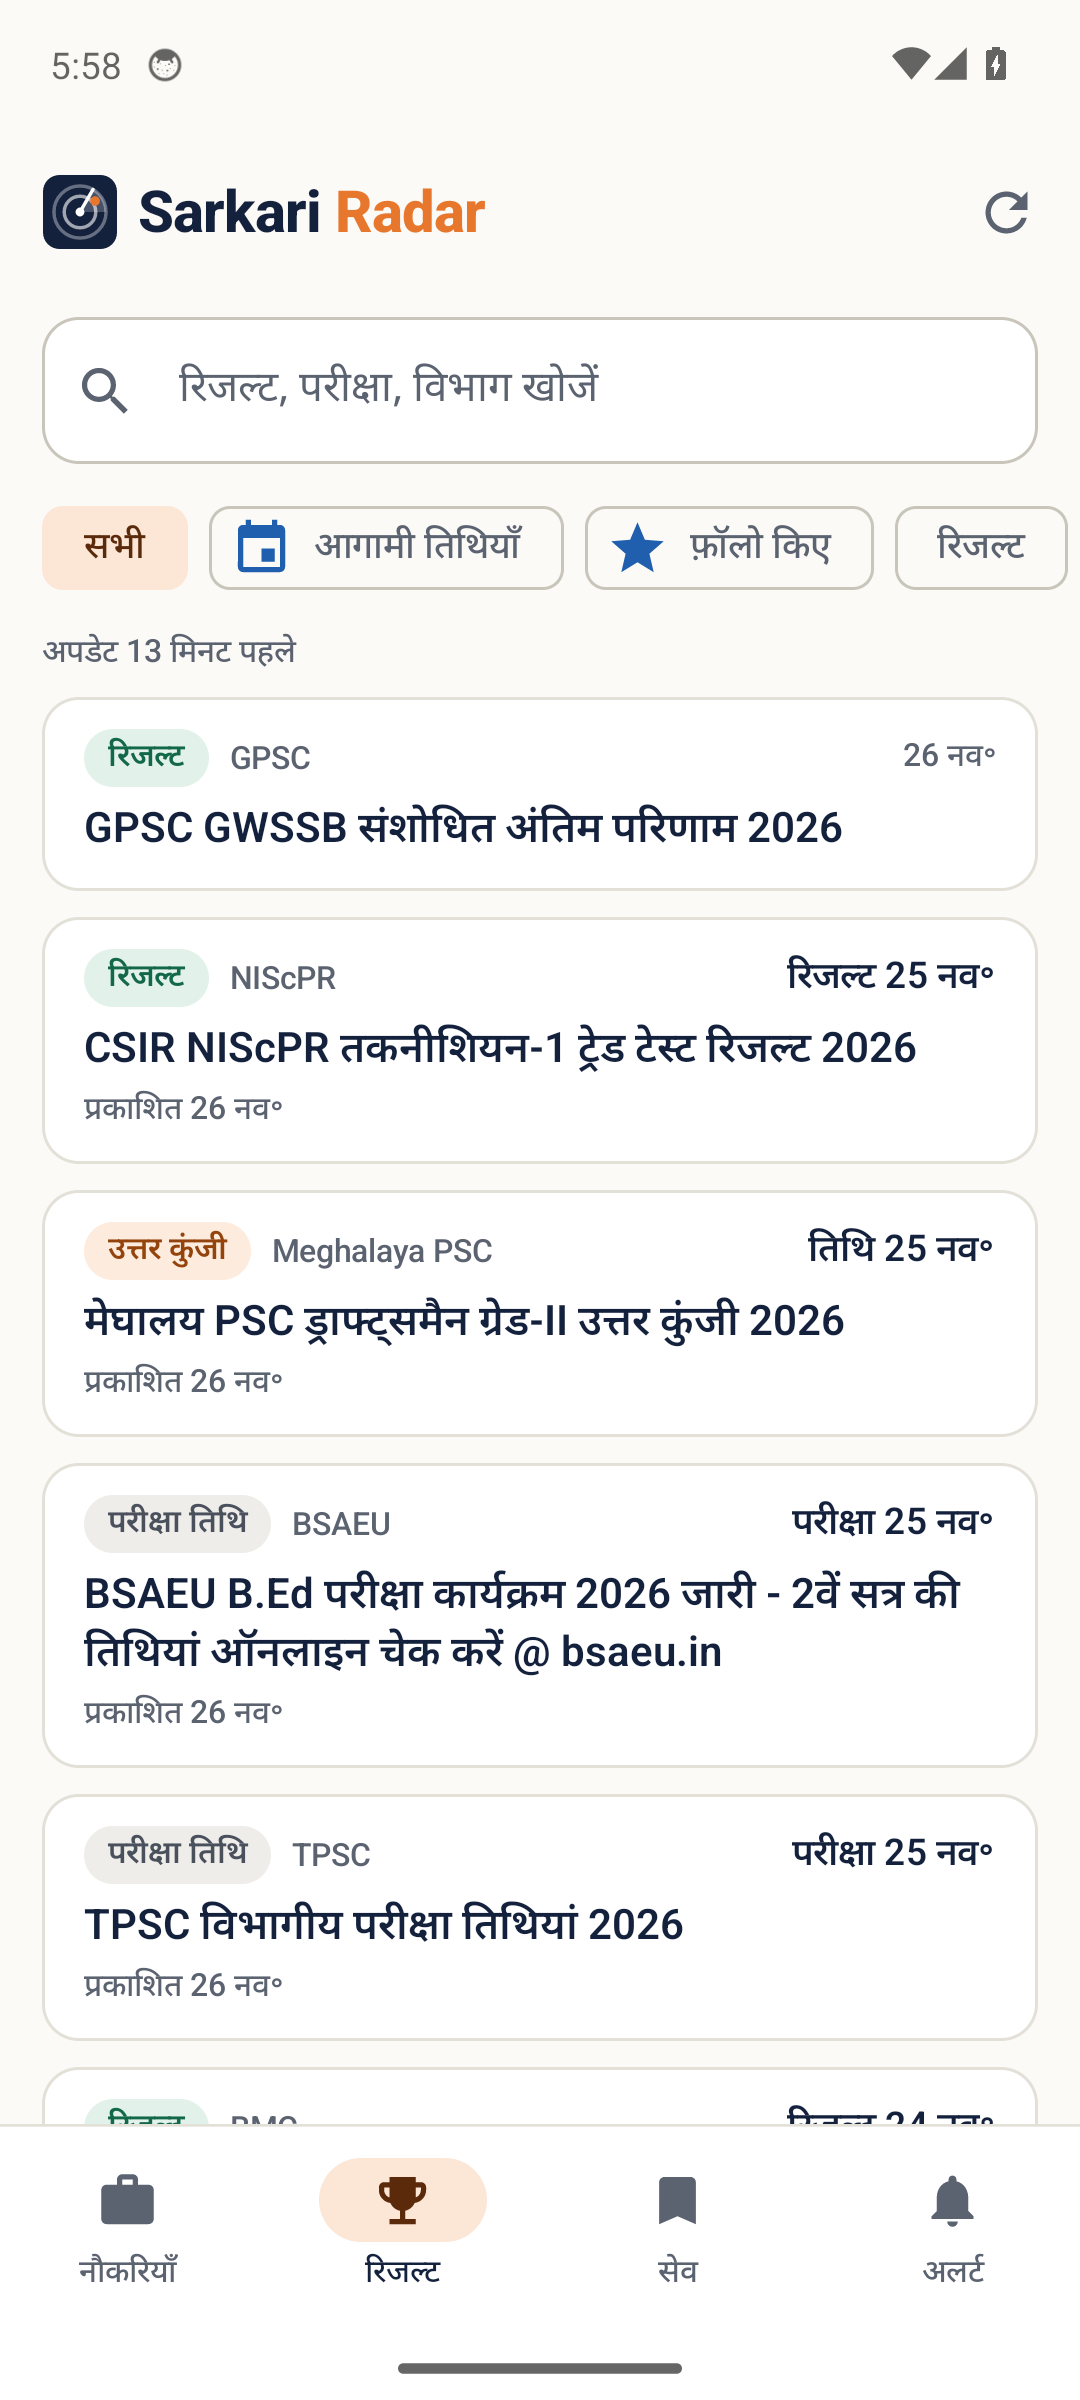 5:58
Sarkari Radar
रिजल्ट, परीक्षा, विभाग खोजें
सभी
आगामी तिथियाँ
फ़ॉलो किए
रिजल्ट
अपडेट 13 मिनट पहले
रिजल्ट GPSC 26 नव॰
GPSC GWSSB संशोधित अंतिम परिणाम 2026
रिजल्ट NIScPR रिजल्ट 25 नव॰
CSIR NIScPR तकनीशियन-1 ट्रेड टेस्ट रिजल्ट 2026
प्रकाशित 26 नव॰
उत्तर कुंजी Meghalaya PSC तिथि 25 नव॰
मेघालय PSC ड्राफ्ट्समैन ग्रेड-II उत्तर कुंजी 2026
प्रकाशित 26 नव॰
परीक्षा तिथि BSAEU परीक्षा 25 नव॰
BSAEU B.Ed परीक्षा कार्यक्रम 2026 जारी - 2वें सत्र की
तिथियां ऑनलाइन चेक करें @ bsaeu.in
प्रकाशित 26 नव॰
परीक्षा तिथि TPSC परीक्षा 25 नव॰
TPSC विभागीय परीक्षा तिथियां 2026
प्रकाशित 26 नव॰
रिजल्ट रिजल्ट 24 नव॰
नौकरियाँ
रिजल्ट
सेव
अलर्ट